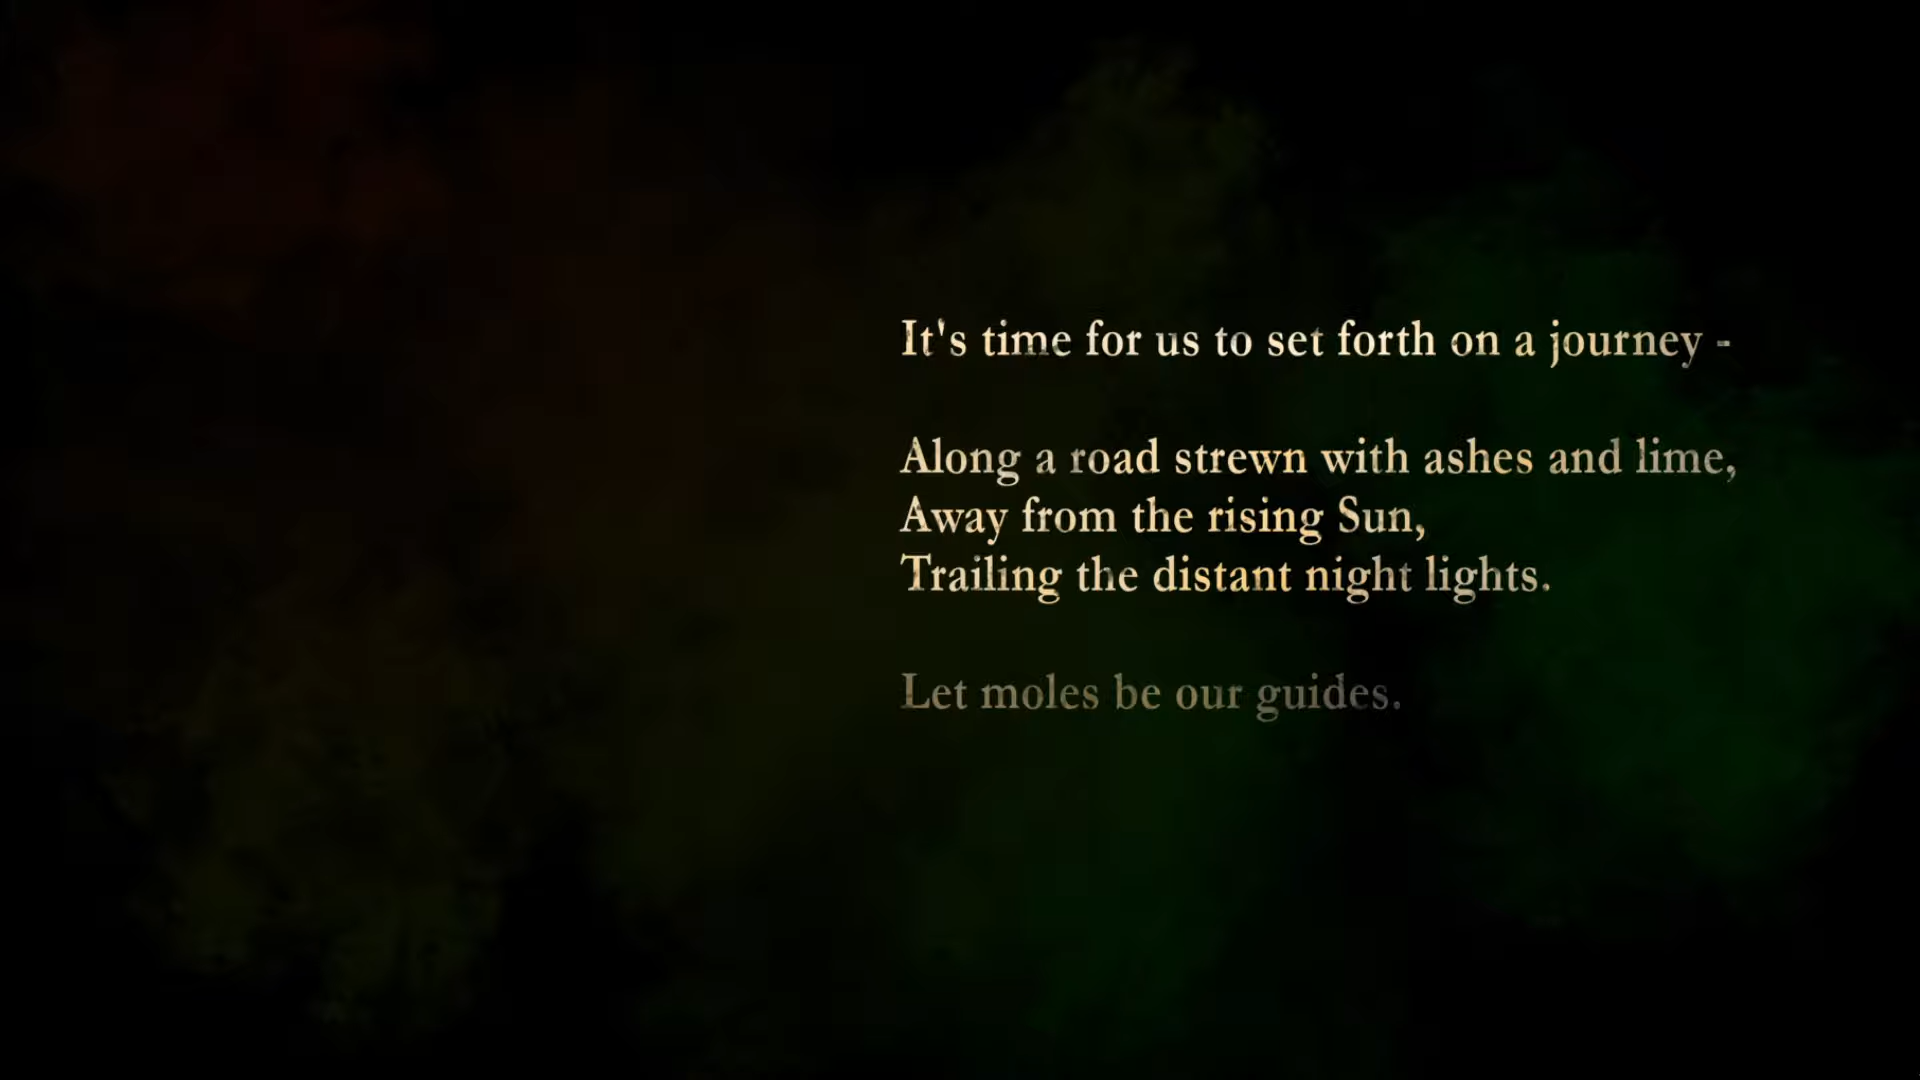 It's time for us to set forth on a journey -
Along a road strewn with ashes and lime,
Away from the rising Sun,
Trailing the distant night lights.
Let moles be our guides.